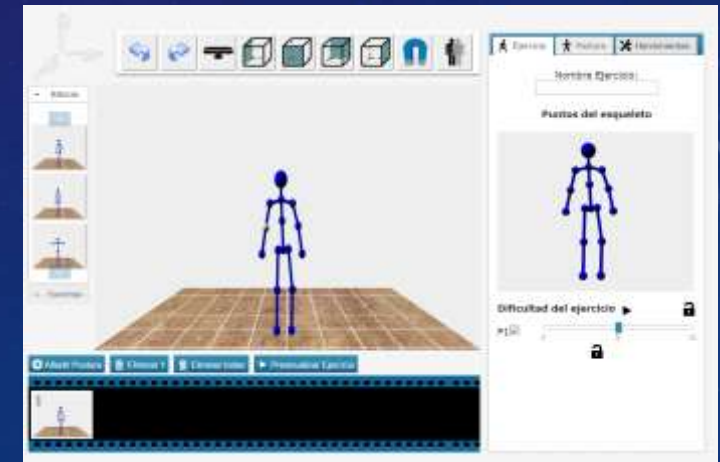 Ejercicio
Postura
Herramientas
Nombre Ejercicio:
Puntos del esqueleto
Dificultad del ejercicio
Añadir Postura
Eliminar 1
Eliminar todas
Previsualizar Ejercicio
1